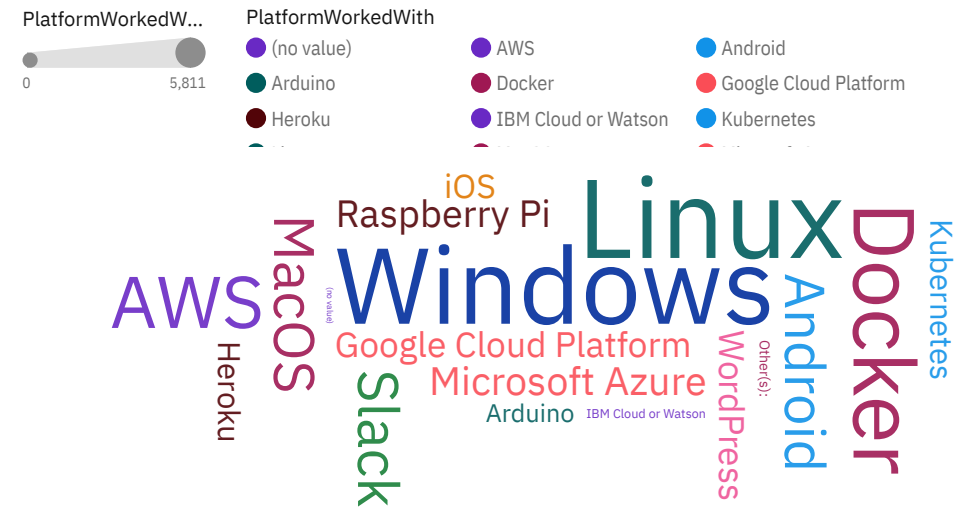 PlatformWorkedW...
0
5,811
PlatformWorkedWith
(no value)
AWS
Android
Arduino
Docker
Google Cloud Platform
Heroku
IBM Cloud or Watson
Kubernetes
iOS
Raspberry Pi
Linux
Windows
AWS
MacOS
(no value)
Docker
Kubernetes
Android
Google Cloud Platform
Microsoft Azure
Heroku
Slack
Arduino
IBM Cloud or Watson
WordPress
Other(s):